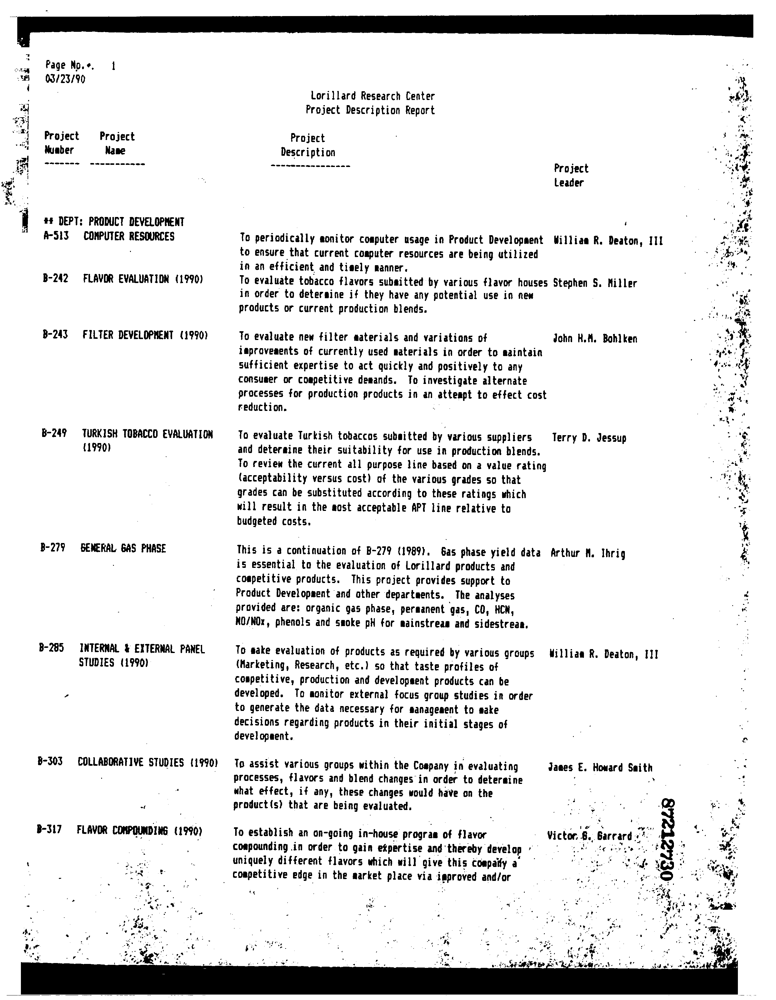 Page No. 1
03/23/90
Lorillard Research Center
Project Description Report
Project Project Project
Number Name Description
------- ----------- ----------------
Project
Leader
** DEPT: PRODUCT DEVELOPMENT
A-513 COMPUTER RESOURCES To periodically monitor computer usage in Product Development William R. Deaton, III
to ensure that current computer resources are being utilized
in an efficient and timely manner.
B-242 FLAVOR EVALUATION (1990) To evaluate tobacco flavors submitted by various flavor houses Stephen S. Miller
in order to determine if they have any potential use in new
products or current production blends.
B-243 FILTER DEVELOPMENT (1990) To evaluate new filter materials and variations of John H.M. Bohlken
improvements of currently used materials in order to maintain
sufficient expertise to act quickly and positively to any
consumer or competitive demands. To investigate alternate
processes for production products in an attempt to effect cost
reduction.
B-249 TURKISH TOBACCO EVALUATION To evaluate Turkish tobaccos submitted by various suppliers Terry D. Jessup
(1990) and determine their suitability for use in production blends.
To review the current all purpose line based on a value rating
(acceptability versus cost) of the various grades so that
grades can be substituted according to these ratings which
will result in the most acceptable APT line relative to
budgeted costs.
B-279 GENERAL GAS PHASE This is a continuation of B-279 (1989). Gas phase yield data Arthur M. Ihrig
is essential to the evaluation of Lorillard products and
competitive products. This project provides support to
Product Development and other departments. The analyses
provided are: organic gas phase, permanent gas, CO, HCN,
NO/NOx, phenols and smoke pH for mainstream and sidestream.
B-285 INTERNAL & EXTERNAL PANEL To make evaluation of products as required by various groups William R. Deaton, III
STUDIES (1990) (Marketing, Research, etc.) so that taste profiles of
competitive, production and development products can be
developed. To monitor external focus group studies in order
to generate the data necessary for management to make
decisions regarding products in their initial stages of
development.
B-303 COLLABORATIVE STUDIES (1990) To assist various groups within the Company in evaluating James E. Howard Smith
processes, flavors and blend changes in order to determine
what effect, if any, these changes would have on the
product(s) that are being evaluated.
B-317 FLAVOR COMPOUNDING (1990) To establish an on-going in-house program of flavor Victor G. Garrard
compounding in order to gain expertise and thereby develop
uniquely different flavors which will give this company a
competitive edge in the market place via improved and/or
87212730